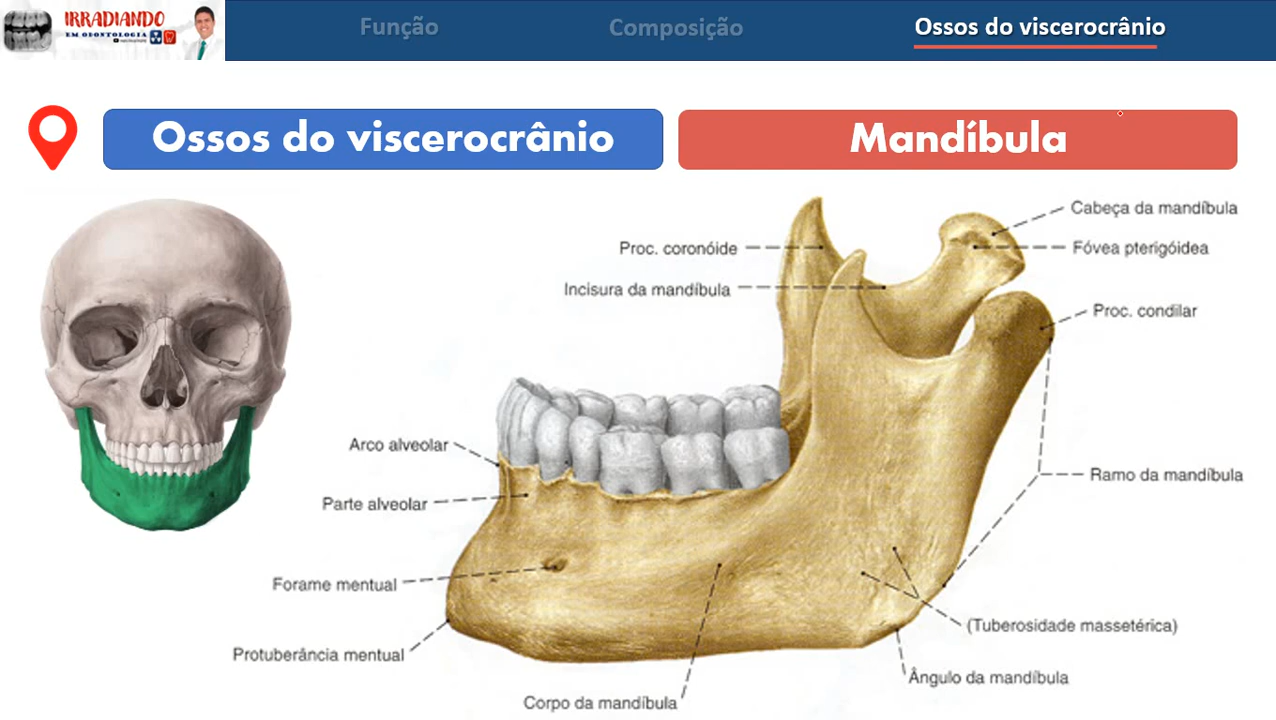 IRRADIANDO
EM ODONTOLOGIA
Função
Composição
Ossos do viscerocrânio
Ossos do viscerocrânio
Mandíbula
Cabeça da mandíbula
Proc. coronóide
Fóvea pterigóidea
Incisura da mandíbula
Proc. condilar
Arco alveolar
Ramo da mandíbula
Parte alveolar
Forame mentual
(Tuberosidade massetérica)
Protuberância mentual
Ângulo da mandíbula
Corpo da mandíbula